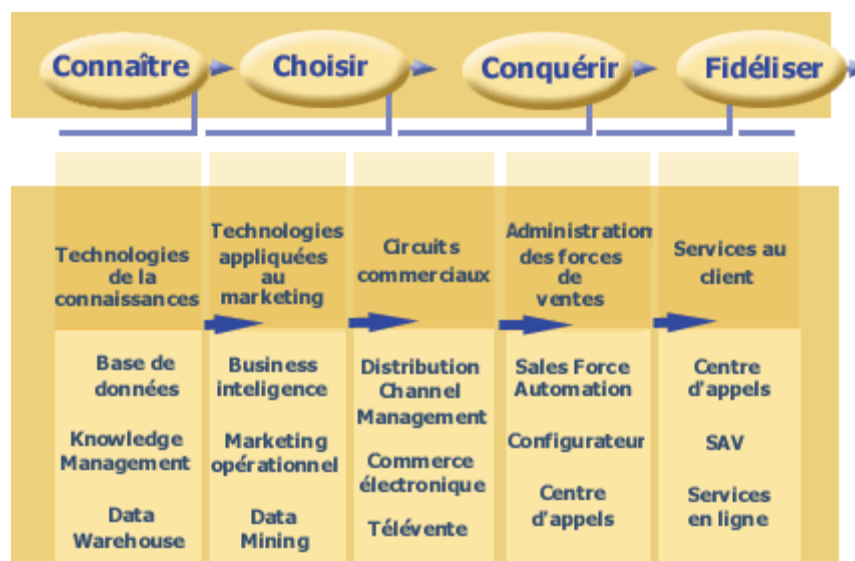 Connaître
Choisir
Conquérir
Fidéliser
Technologies
de la
connaissances
Technologies
appliquées
au
marketing
Circuits
commerciaux
Administration
des forces
de
ventes
Services au
client
Base de
données
Knowledge
Management
Data
Warehouse
Business
inteligence
Marketing
opérationnel
Data
Mining
Distribution
Channel
Management
Commerce
électronique
Télévente
Sales Force
Automation
Configurateur
Centre
d'appels
Centre
d'appels
SAV
Services
en ligne